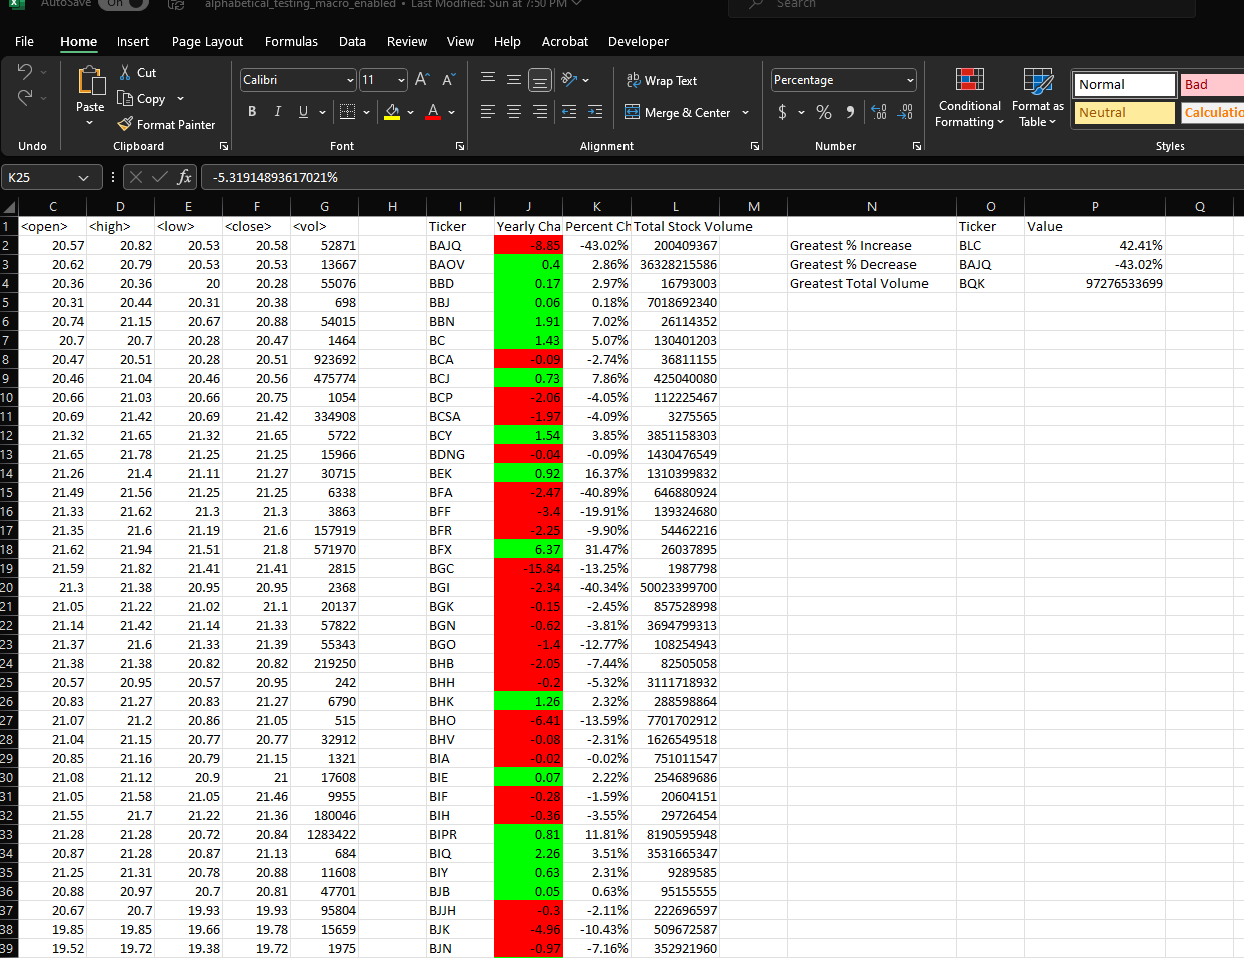 AutoSave On alphabetical_testing_macro_enabled • Last Modified: Sun at 7:50 PM Search
File Home Insert Page Layout Formulas Data Review View Help Acrobat Developer
Paste Cut Copy Format Painter Calibri 11 A A B I U A ab Wrap Text Merge & Center Percentage $ % Conditional Formatting Format as Table Normal Bad Neutral Calculatio
Undo Clipboard Font Alignment Number Styles
K25 fx -5.31914893617021%
C D E F G H I J K L M N O P Q
1 <open> <high> <low> <close> <vol> Ticker Yearly Cha Percent Ch Total Stock Volume Ticker Value
2 20.57 20.82 20.53 20.58 52871 BAJQ -8.85 -43.02% 200409367 Greatest % Increase BLC 42.41%
3 20.62 20.79 20.53 20.53 13667 BAOV 0.4 2.86% 36328215586 Greatest % Decrease BAJQ -43.02%
4 20.36 20.36 20 20.28 55076 BBD 0.17 2.97% 16793003 Greatest Total Volume BQK 97276533699
5 20.31 20.44 20.31 20.38 698 BBJ 0.06 0.18% 7018692340
6 20.74 21.15 20.67 20.88 54015 BBN 1.91 7.02% 26114352
7 20.7 20.7 20.28 20.47 1464 BC 1.43 5.07% 130401203
8 20.47 20.51 20.28 20.51 923692 BCA -0.09 -2.74% 36811155
9 20.46 21.04 20.46 20.56 475774 BCJ 0.73 7.86% 425040080
10 20.66 21.03 20.66 20.75 1054 BCP -2.06 -4.05% 112225467
11 20.69 21.42 20.69 21.42 334908 BCSA -1.97 -4.09% 3275565
12 21.32 21.65 21.32 21.65 5722 BCY 1.54 3.85% 3851158303
13 21.65 21.78 21.25 21.25 15966 BDNG -0.04 -0.09% 1430476549
14 21.26 21.4 21.11 21.27 30715 BEK 0.92 16.37% 1310399832
15 21.49 21.56 21.25 21.25 6338 BFA -2.47 -40.89% 646880924
16 21.33 21.62 21.3 21.3 3863 BFF -3.4 -19.91% 139324680
17 21.35 21.6 21.19 21.6 157919 BFR -2.25 -9.90% 54462216
18 21.62 21.94 21.51 21.8 571970 BFX 6.37 31.47% 26037895
19 21.59 21.82 21.41 21.41 2815 BGC -15.84 -13.25% 1987798
20 21.3 21.38 20.95 20.95 2368 BGI -2.34 -40.34% 50023399700
21 21.05 21.22 21.02 21.1 20137 BGK -0.15 -2.45% 857528998
22 21.14 21.42 21.14 21.33 57822 BGN -0.62 -3.81% 3694799313
23 21.37 21.6 21.33 21.39 55343 BGO -1.4 -12.77% 108254943
24 21.38 21.38 20.82 20.82 219250 BHB -2.05 -7.44% 82505058
25 20.57 20.95 20.57 20.95 242 BHH -0.2 -5.32% 3111718932
26 20.83 21.27 20.83 21.27 6790 BHK 1.26 2.32% 288598864
27 21.07 21.2 20.86 21.05 515 BHO -6.41 -13.59% 7701702912
28 21.04 21.15 20.77 20.77 32912 BHV -0.08 -2.31% 1626549518
29 20.85 21.16 20.79 21.15 1321 BIA -0.02 -0.02% 751011547
30 21.08 21.12 20.9 21 17608 BIE 0.07 2.22% 254689686
31 21.05 21.58 21.05 21.46 9955 BIF -0.28 -1.59% 20604151
32 21.55 21.7 21.22 21.36 180046 BIH -0.36 -3.55% 29726454
33 21.28 21.28 20.72 20.84 1283422 BIPR 0.81 11.81% 8190595948
34 20.87 21.28 20.87 21.13 684 BIQ 2.26 3.51% 3531665347
35 21.25 21.31 20.78 20.88 11608 BIY 0.63 2.31% 9289585
36 20.88 20.97 20.7 20.81 47701 BJB 0.05 0.63% 95155555
37 20.67 20.7 19.93 19.93 95804 BJJH -0.3 -2.11% 222696597
38 19.85 19.85 19.66 19.78 15659 BJK -4.96 -10.43% 509672587
39 19.52 19.72 19.38 19.72 1975 BJN -0.97 -7.16% 352921960